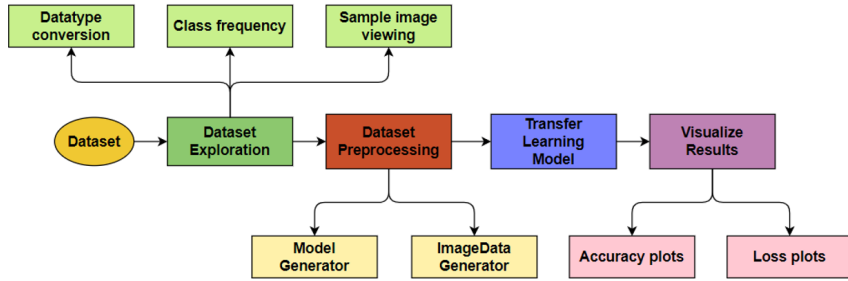 Datatype
conversion
Class frequency
Sample image
viewing
Dataset
Dataset
Exploration
Dataset
Preprocessing
Transfer
Learning
Model
Visualize
Results
Model
Generator
ImageData
Generator
Accuracy plots
Loss plots